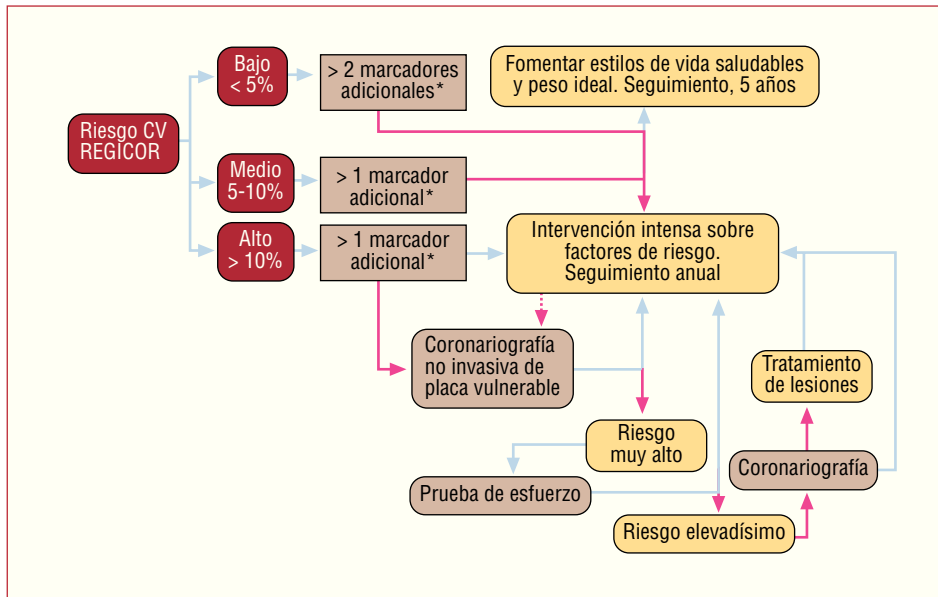 Riesgo CV
REGICOR
Bajo
< 5%
> 2 marcadores
adicionales*
Fomentar estilos de vida saludables
y peso ideal. Seguimiento, 5 años
Medio
5-10%
> 1 marcador
adicional*
Alto
> 10%
> 1 marcador
adicional*
Intervención intensa sobre
factores de riesgo.
Seguimiento anual
Coronariografía
no invasiva de
placa vulnerable
Tratamiento
de lesiones
Riesgo
muy alto
Coronariografía
Prueba de esfuerzo
Riesgo elevadísimo